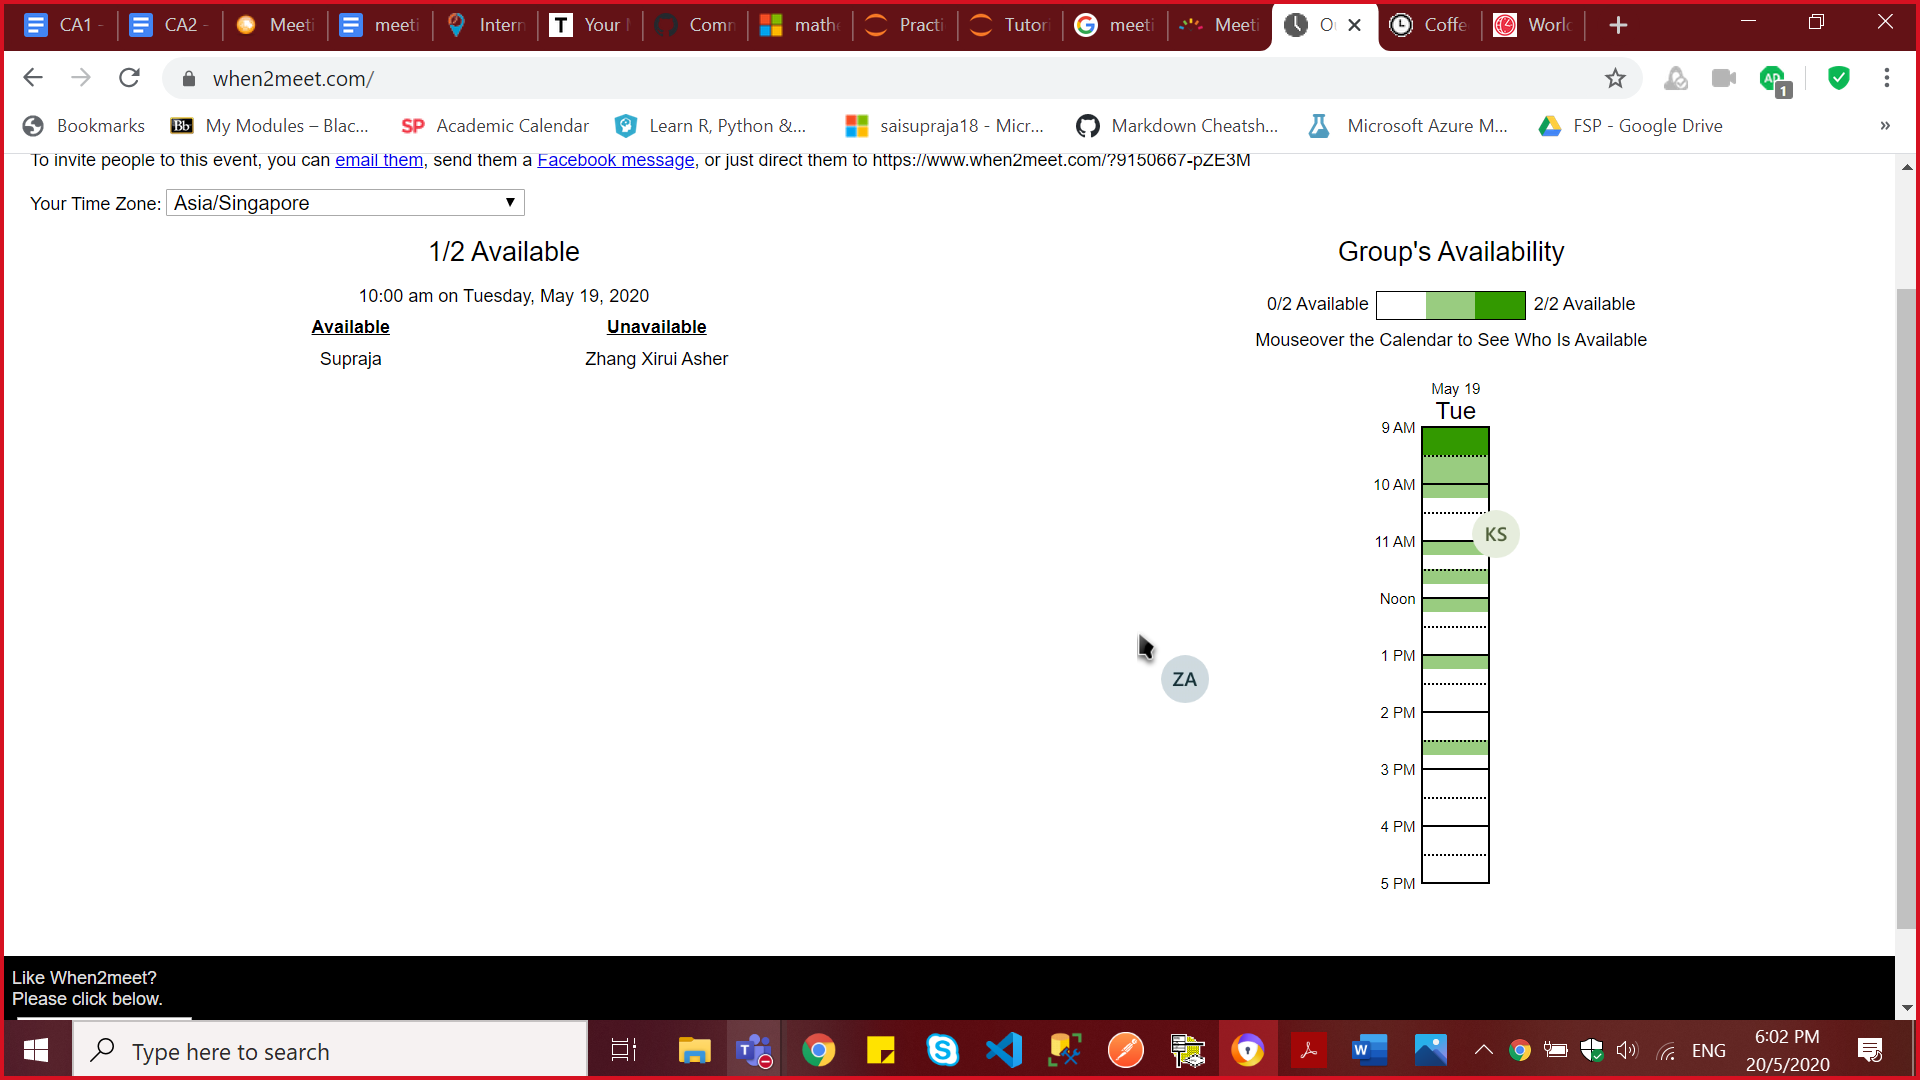 CA1 -
CA2 -
Meeti
meeti
Intern
T
Your
Comn
mathe
Practi
Tutori
meeti
Meeti
O
Coffe
World
when2meet.com/
1
Bookmarks
Bb
My Modules – Blac...
SP
Academic Calendar
Learn R, Python &...
saisupraja18 - Micr...
Markdown Cheatsh...
Microsoft Azure M...
FSP - Google Drive
»
To invite people to this event, you can email them, send them a Facebook message, or just direct them to https://www.when2meet.com/?9150667-pZE3M
Your Time Zone: Asia/Singapore
1/2 Available
10:00 am on Tuesday, May 19, 2020
Available Unavailable
Supraja Zhang Xirui Asher
Group's Availability
0/2 Available 2/2 Available
Mouseover the Calendar to See Who Is Available
May 19
Tue
9 AM
10 AM
KS
11 AM
Noon
1 PM
ZA
2 PM
3 PM
4 PM
5 PM
Like When2meet?
Please click below.
Type here to search
ENG
6:02 PM
20/5/2020